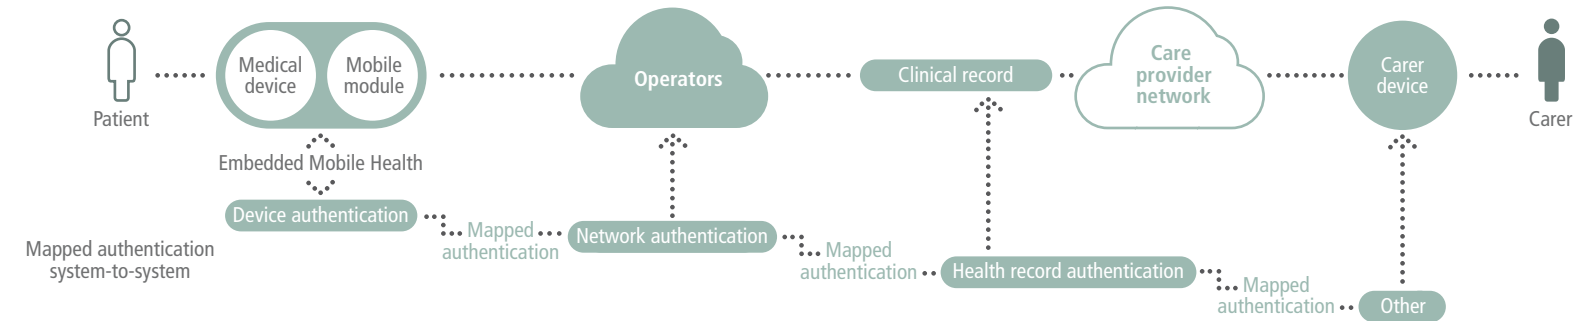 Patient
Medical
device
Mobile
module
Operators
Clinical record
Care
provider
network
Carer
device
Carer
Embedded Mobile Health
Device authentication
Mapped
authentication
Network authentication
Mapped
authentication
Health record authentication
Mapped
authentication
Other
Mapped authentication
system-to-system